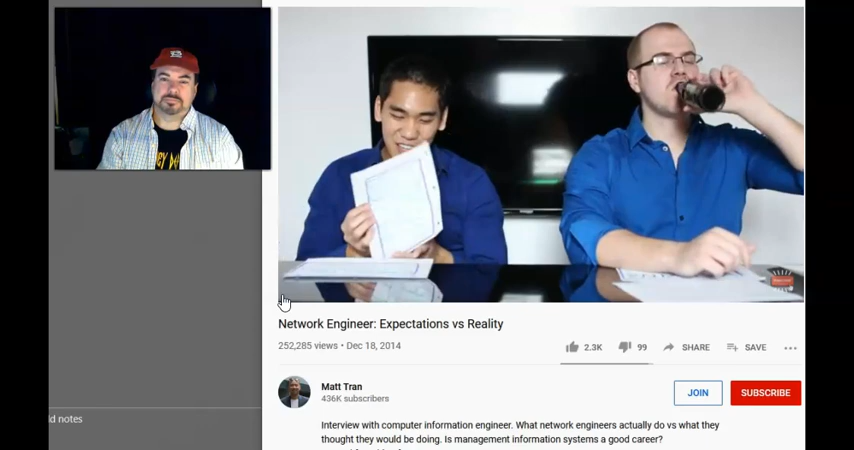 Network Engineer: Expectations vs Reality
252,285 views • Dec 18, 2014
2.3K
99
SHARE
SAVE
Matt Tran
436K subscribers
JOIN
SUBSCRIBE
Interview with computer information engineer. What network engineers actually do vs what they
thought they would be doing. Is management information systems a good career?
d notes